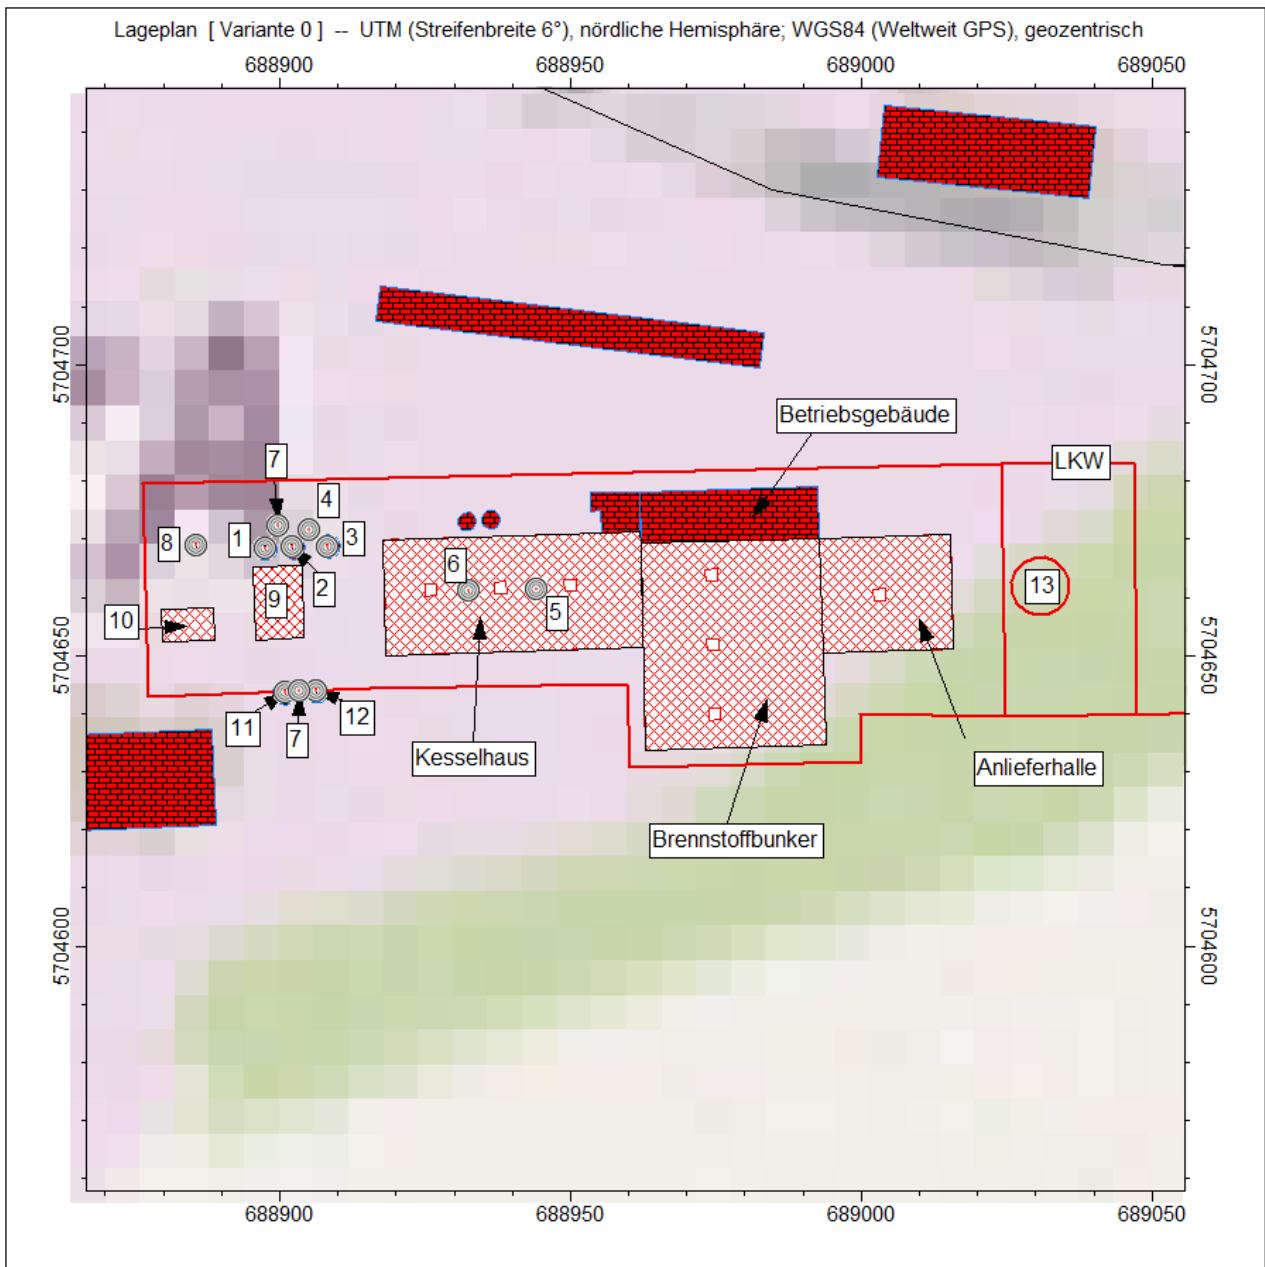 Lageplan [ Variante 0 ] -- UTM (Streifenbreite 6°), nördliche Hemisphäre; WGS84 (Weltweit GPS), geozentrisch
688900 688950 689000 689050
5704700 5704700
Betriebsgebäude
7 LKW
4
8 1 3
6
2 13
9 5
10
5704650 5704650
11 7 12
Kesselhaus
Anlieferhalle
Brennstoffbunker
5704600 5704600
688900 688950 689000 689050